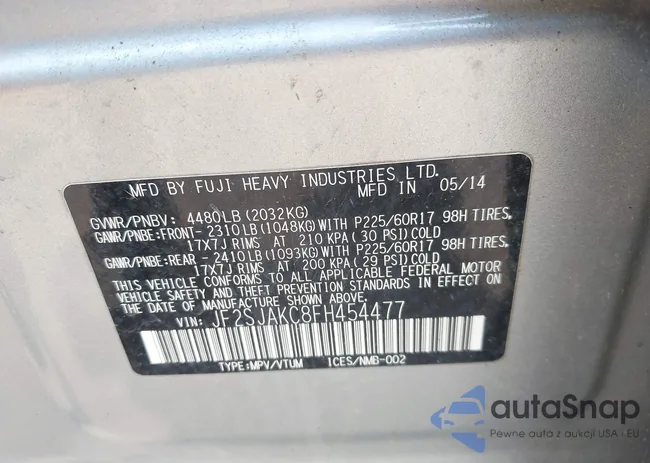 MFD BY FUJI HEAVY INDUSTRIES LTD.
MFD IN 05/14
GVWR/PNBV: 4480LB(2032KG)
GAWR/PNBE:FRONT- 2310LB(1048KG)WITH P225/60R17 98H TIRES,
17X7J RIMS AT 210 KPA( 30 PSI)COLD
GAWR/PNBE:REAR - 2410LB(1093KG)WITH P225/60R17 98H TIRES,
17X7J RIMS AT 200 KPA( 29 PSI)COLD
THIS VEHICLE CONFORMS TO ALL APPLICABLE FEDERAL MOTOR
VEHICLE SAFETY AND THEFT PREVENTION STANDARDS IN EFFECT ON
THE DATE OF MANUFACTURE SHOWN ABOVE.
VIN: JF2SJAKC8FH454477
TYPE:MPV/VTUM ICES/NMB-002
autaSnap
Pewne auta z aukcji USA i EU